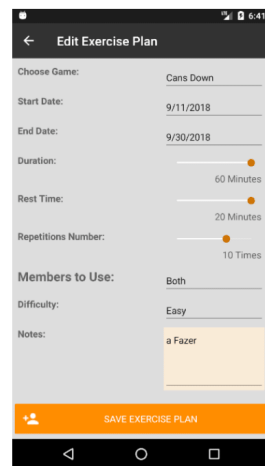 6:41
Edit Exercise Plan
Choose Game: Cans Down
Start Date: 9/11/2018
End Date: 9/30/2018
Duration:
60 Minutes
Rest Time:
20 Minutes
Repetitions Number:
10 Times
Members to Use: Both
Difficulty: Easy
Notes: a Fazer
SAVE EXERCISE PLAN